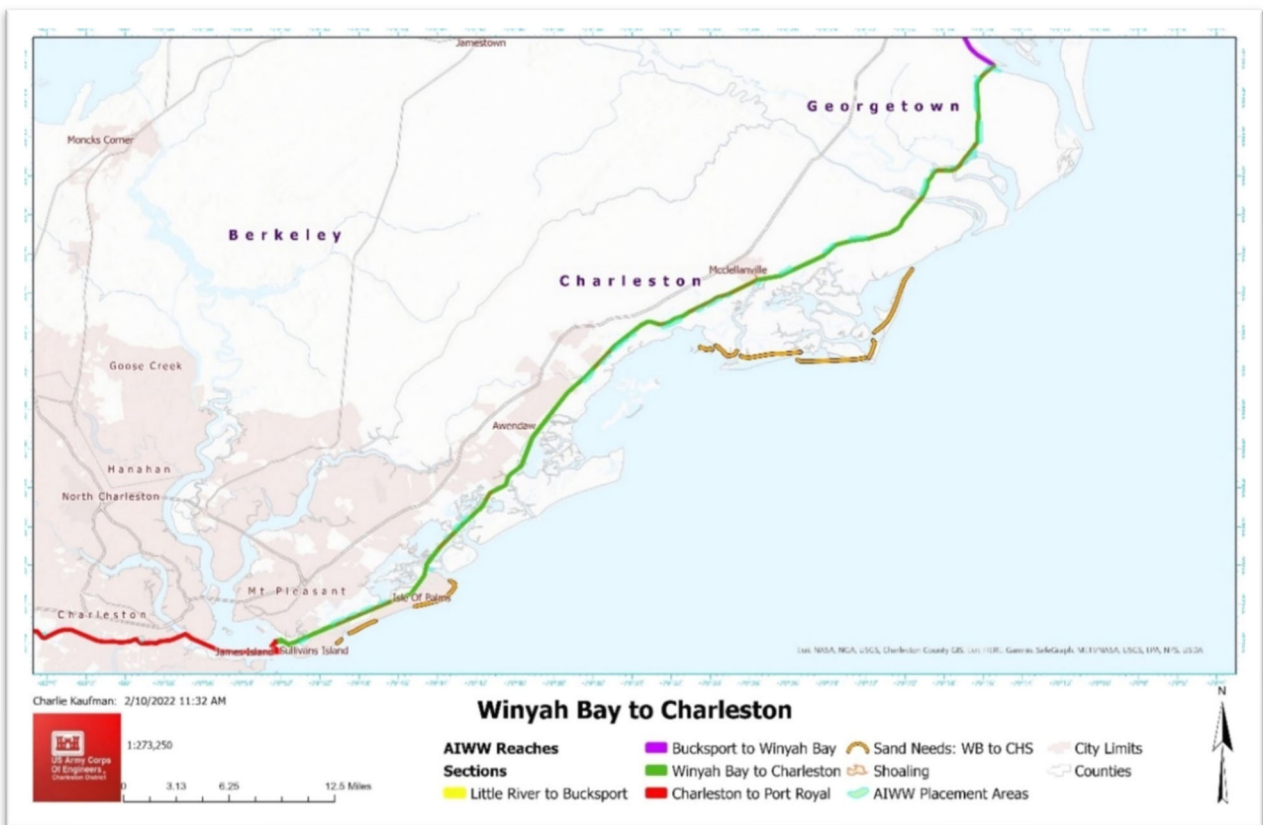 Jamestown
Georgetown
Moncks Corner
Berkeley
Mcclellanville
Charleston
Goose Creek
Awendaw
Hanahan
North Charleston
Mt Pleasant
Isle Of Palms
Charleston
James Island
Sullivans Island
Charlie Kaufman: 2/10/2022 11:32 AM
Winyah Bay to Charleston
N
US Army Corps
Of Engineers
Charleston District
1:273,250
0 3.13 6.25 12.5 Miles
AIWW Reaches
Sections
Little River to Bucksport
Bucksport to Winyah Bay
Winyah Bay to Charleston
Charleston to Port Royal
Sand Needs: WB to CHS
Shoaling
AIWW Placement Areas
City Limits
Counties